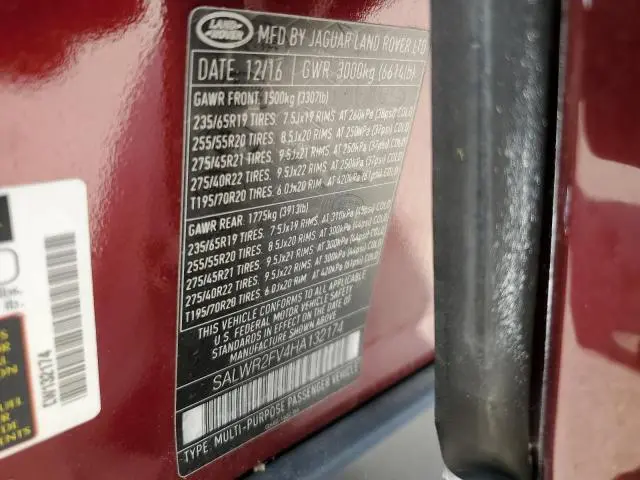 LAND ROVER
MFD BY JAGUAR LAND ROVER LTD
DATE: 12/16 GWR 3000kg (6614lb)
GAWR FRONT. 1500kg (3307lb)
235/65R19 TIRES. 7.5Jx19 RIMS AT 260kPa (38psi) COLD
255/55R20 TIRES. 8.5Jx20 RIMS AT 250kPa (37psi) COLD
275/45R21 TIRES. 9.5Jx21 RIMS AT 250kPa (37psi) COLD
275/40R22 TIRES. 9.5Jx22 RIMS AT 250kPa (37psi) COLD
T195/70R20 TIRES. 6.0Jx20 RIM AT 420kPa (61psi) COLD
GAWR REAR. 1775kg (3913lb)
235/65R19 TIRES. 7.5Jx19 RIMS AT 310kPa (45psi) COLD
255/55R20 TIRES. 8.5Jx20 RIMS AT 300kPa (44psi) COLD
275/45R21 TIRES. 9.5Jx21 RIMS AT 300kPa (44psi) COLD
275/40R22 TIRES. 9.5Jx22 RIMS AT 300kPa (44psi) COLD
T195/70R20 TIRES. 6.0Jx20 RIM AT 420kPa (61psi) COLD
THIS VEHICLE CONFORMS TO ALL APPLICABLE
U.S. FEDERAL MOTOR VEHICLE SAFETY
STANDARDS IN EFFECT ON THE DATE OF MANUFACTURE
SALWR2FV4HA132174
TYPE: MULTI-PURPOSE PASSENGER VEHICLE
lbs.
lb.
CW132174